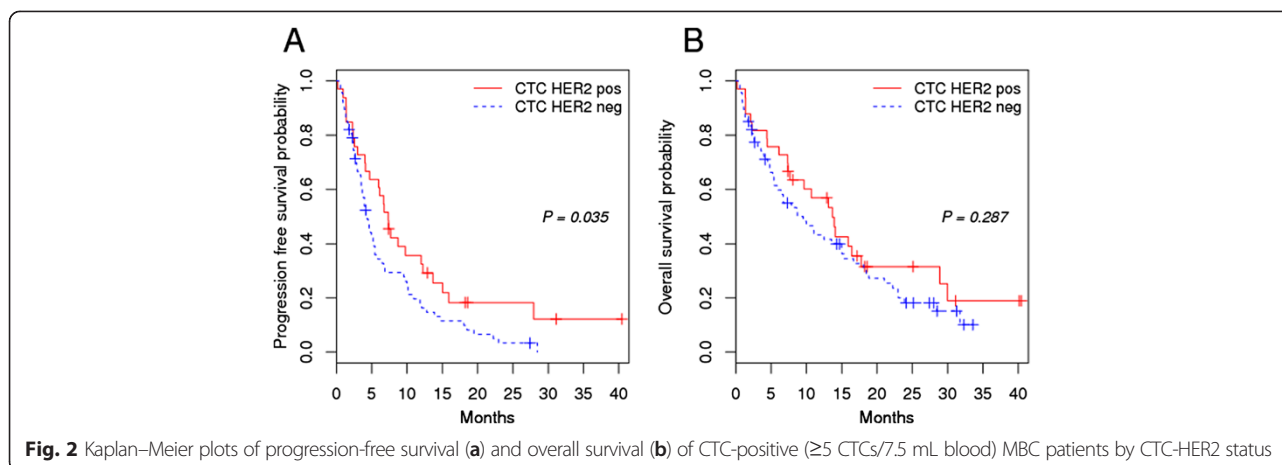 A
B
1.0
0.8
0.6
0.4
0.2
0.0
Progression free survival probability
CTC HER2 pos
CTC HER2 neg
P = 0.035
0 5 10 15 20 25 30 35 40
Months
1.0
0.8
0.6
0.4
0.2
0.0
Overall survival probability
CTC HER2 pos
CTC HER2 neg
P = 0.287
0 5 10 15 20 25 30 35 40
Months
Fig. 2 Kaplan–Meier plots of progression-free survival (a) and overall survival (b) of CTC-positive (≥5 CTCs/7.5 mL blood) MBC patients by CTC-HER2 status